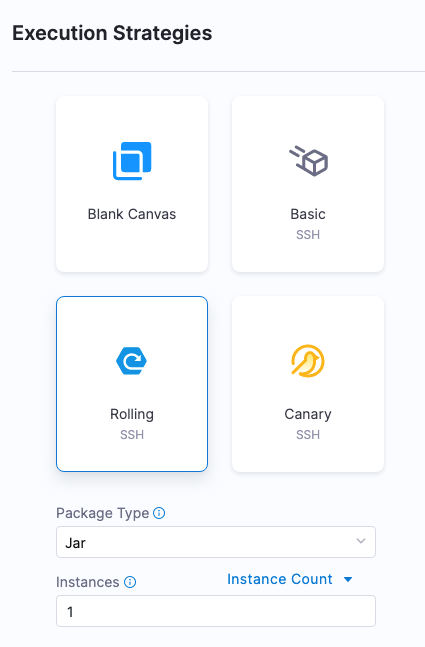 Execution Strategies
Blank Canvas
Basic
SSH
Rolling
SSH
Canary
SSH
Package Type
Jar
Instances
Instance Count
1